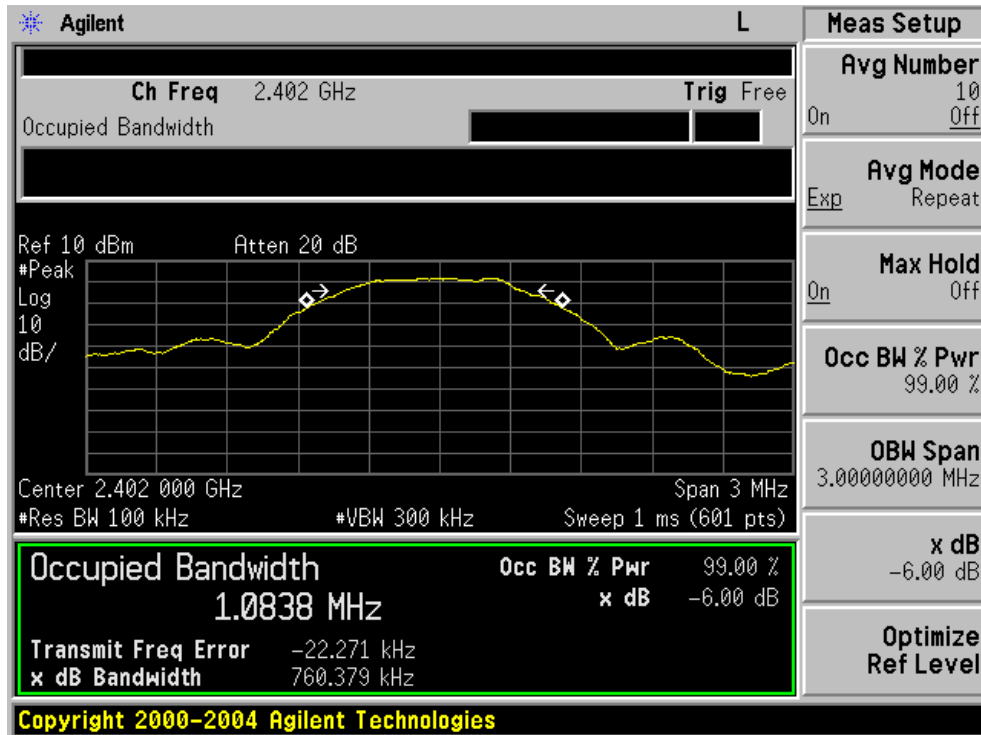 Agilent L
Ch Freq 2.402 GHz Trig Free
Occupied Bandwidth
Ref 10 dBm Atten 20 dB
#Peak
Log
10
dB/
Center 2.402 000 GHz Span 3 MHz
#Res BW 100 kHz #VBW 300 kHz Sweep 1 ms (601 pts)
Occupied Bandwidth Occ BW % Pwr 99.00 %
1.0838 MHz x dB -6.00 dB
Transmit Freq Error -22.271 kHz
x dB Bandwidth 760.379 kHz
Copyright 2000-2004 Agilent Technologies
Meas Setup
Avg Number
10
On Off
Avg Mode
Exp Repeat
Max Hold
On Off
Occ BW % Pwr
99.00 %
OBW Span
3.00000000 MHz
x dB
-6.00 dB
Optimize
Ref Level